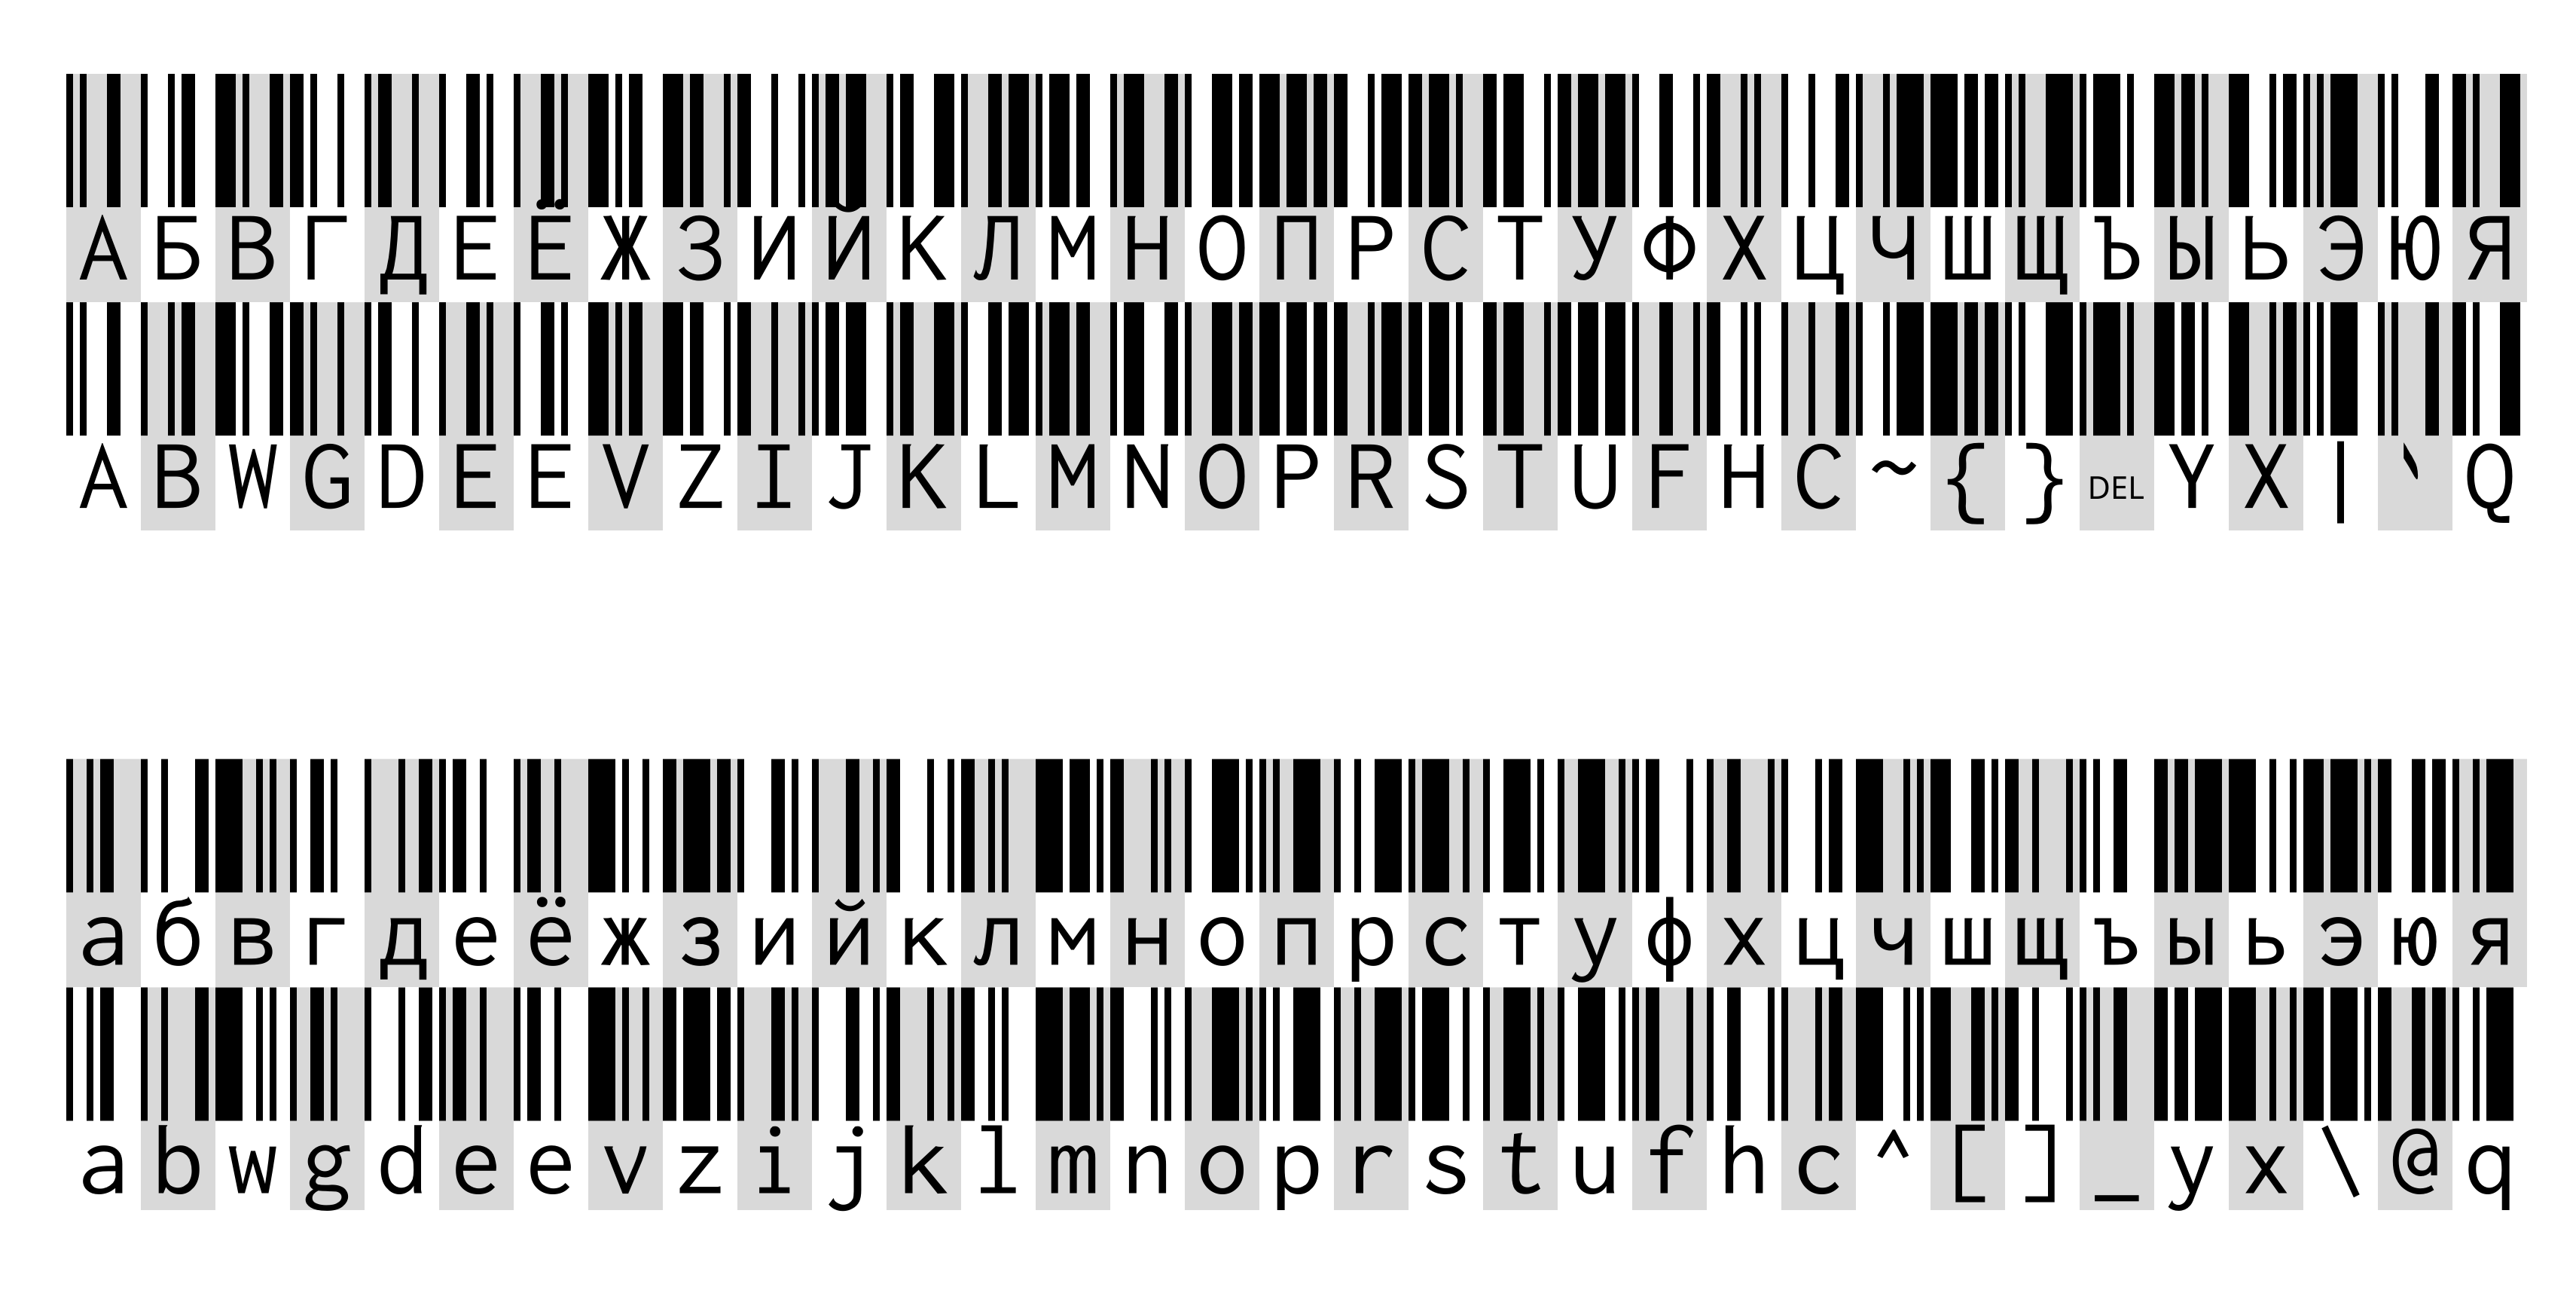 АБВГДЕЁЖЗИЙКЛМНОПРСТУФХЦЧШЩЪЫЬЭЮЯ
ABWGDEEVZIJKLMNOPRSTUFHC~{}DELYX|`Q
абвгдеёжзийклмнопрстуфхцчшщъыьэюя
abwgdeevzijklmnoprstufhc^[]_yx\@q